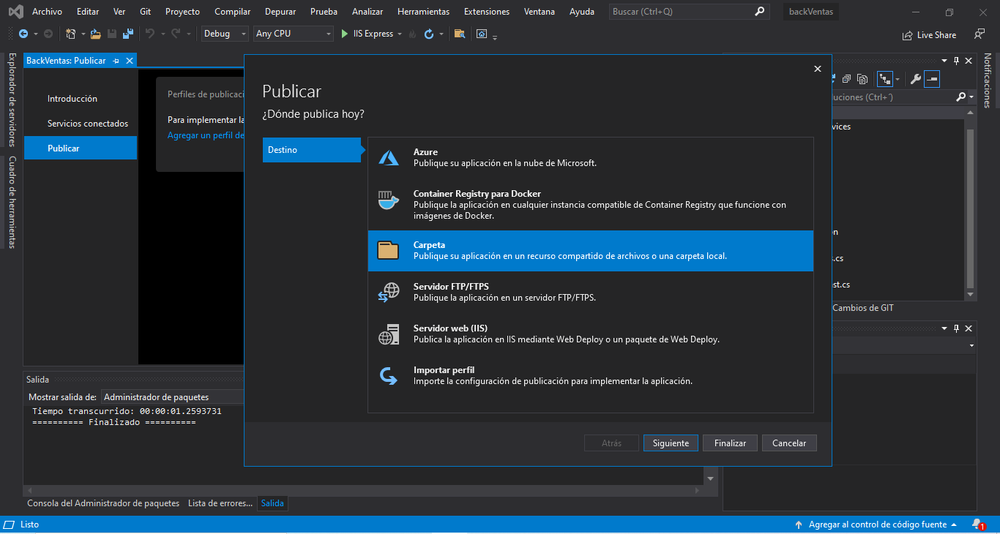 Archivo Editar Ver Git Proyecto Compilar Depurar Prueba Analizar Herramientas Extensiones Ventana Ayuda Buscar (Ctrl+Q) backVentas
Debug Any CPU IIS Express Live Share
Explorador de servidores
Cuadro de herramientas
BackVentas: Publicar
Introducción
Servicios conectados
Publicar
Perfiles de publicaci
Para implementar la
Agregar un perfil de
Publicar
¿Dónde publica hoy?
Destino
Azure
Publique su aplicación en la nube de Microsoft.
Container Registry para Docker
Publique la aplicación en cualquier instancia compatible de Container Registry que funcione con
imágenes de Docker.
Carpeta
Publique su aplicación en un recurso compartido de archivos o una carpeta local.
Servidor FTP/FTPS
Publique la aplicación en un servidor FTP/FTPS.
Servidor web (IIS)
Publica la aplicación en IIS mediante Web Deploy o un paquete de Web Deploy.
Importar perfil
Importe la configuración de publicación para implementar la aplicación.
Atrás Siguiente Finalizar Cancelar
Notificaciones
uciones (Ctrl+´)
vices
n
.cs
st.cs
Cambios de GIT
Salida
Mostrar salida de: Administrador de paquetes
Tiempo transcurrido: 00:00:01.2593731
========== Finalizado ==========
Consola del Administrador de paquetes Lista de errores... Salida
Listo Agregar al control de código fuente 1